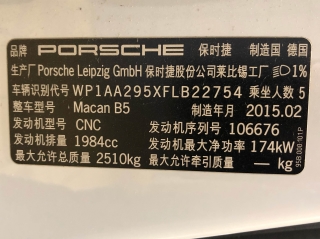 品牌 PORSCHE 保时捷 制造国 德国
生产厂 Porsche Leipzig GmbH 保时捷股份公司莱比锡工厂 1%
车辆识别代号 WP1AA295XFLB22754 乘坐人数 5
整车型号 Macan B5 制造年月 2015.02
发动机型号 CNC 发动机序列号 106676
发动机排量 1984cc 发动机最大净功率 174kW
最大允许总质量 2510kg 最大允许牵引质量 — kg
95B.000.101.P